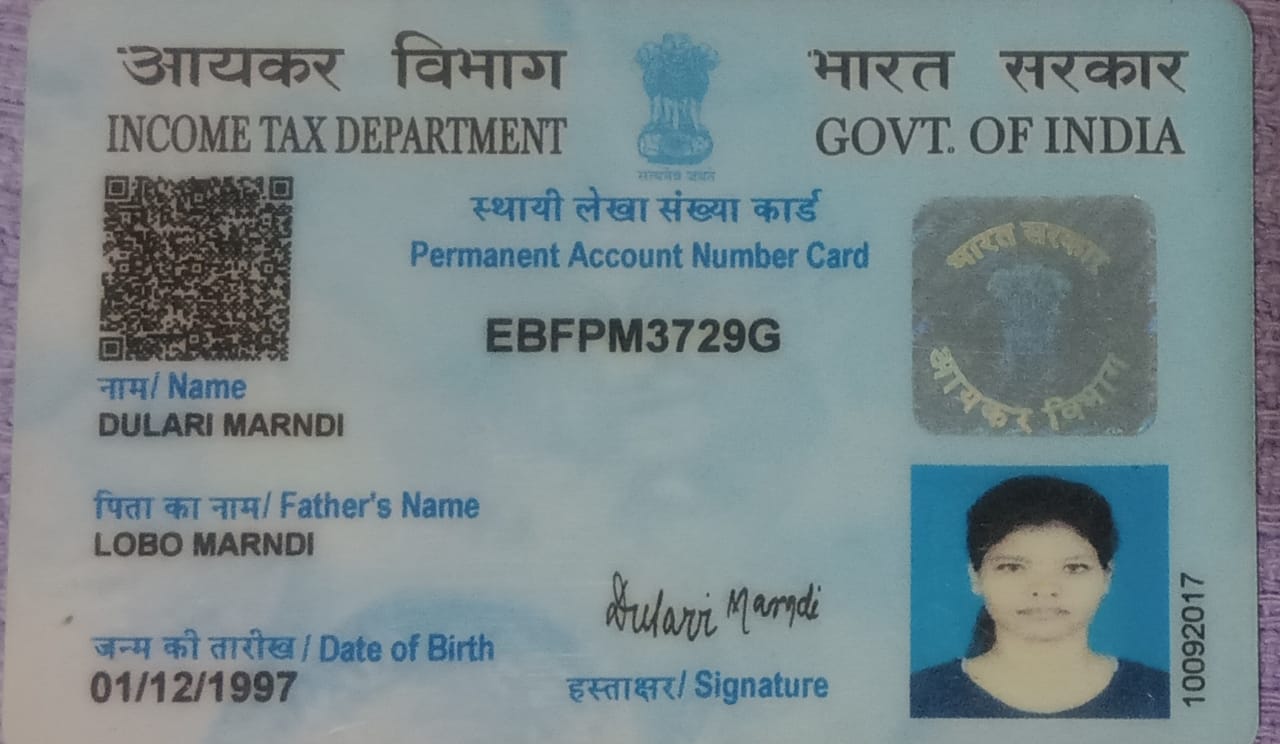 आयकर विभाग
INCOME TAX DEPARTMENT
भारत सरकार
GOVT. OF INDIA
सत्यमेव जयते
स्थायी लेखा संख्या कार्ड
Permanent Account Number Card
EBFPM3729G
भारत सरकार
आयकर विभाग
नाम/ Name
DULARI MARNDI
पिता का नाम/ Father's Name
LOBO MARNDI
जन्म की तारीख / Date of Birth
01/12/1997
Dulari Marndi
हस्ताक्षर/ Signature
10092017